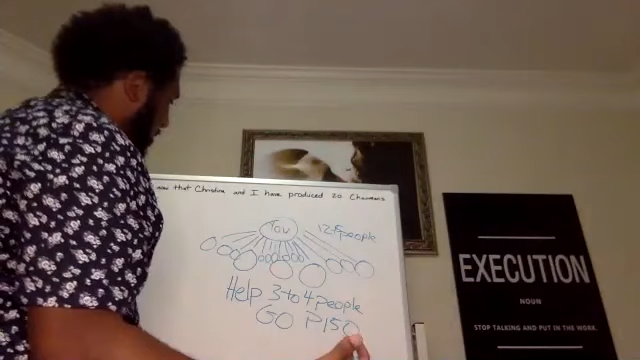 now that Christina and I have produced 20 Chairmans
You
12-15 people
Help 3 to 4 people
GO P150
EXECUTION
NOUN
STOP TALKING AND PUT IN THE WORK.